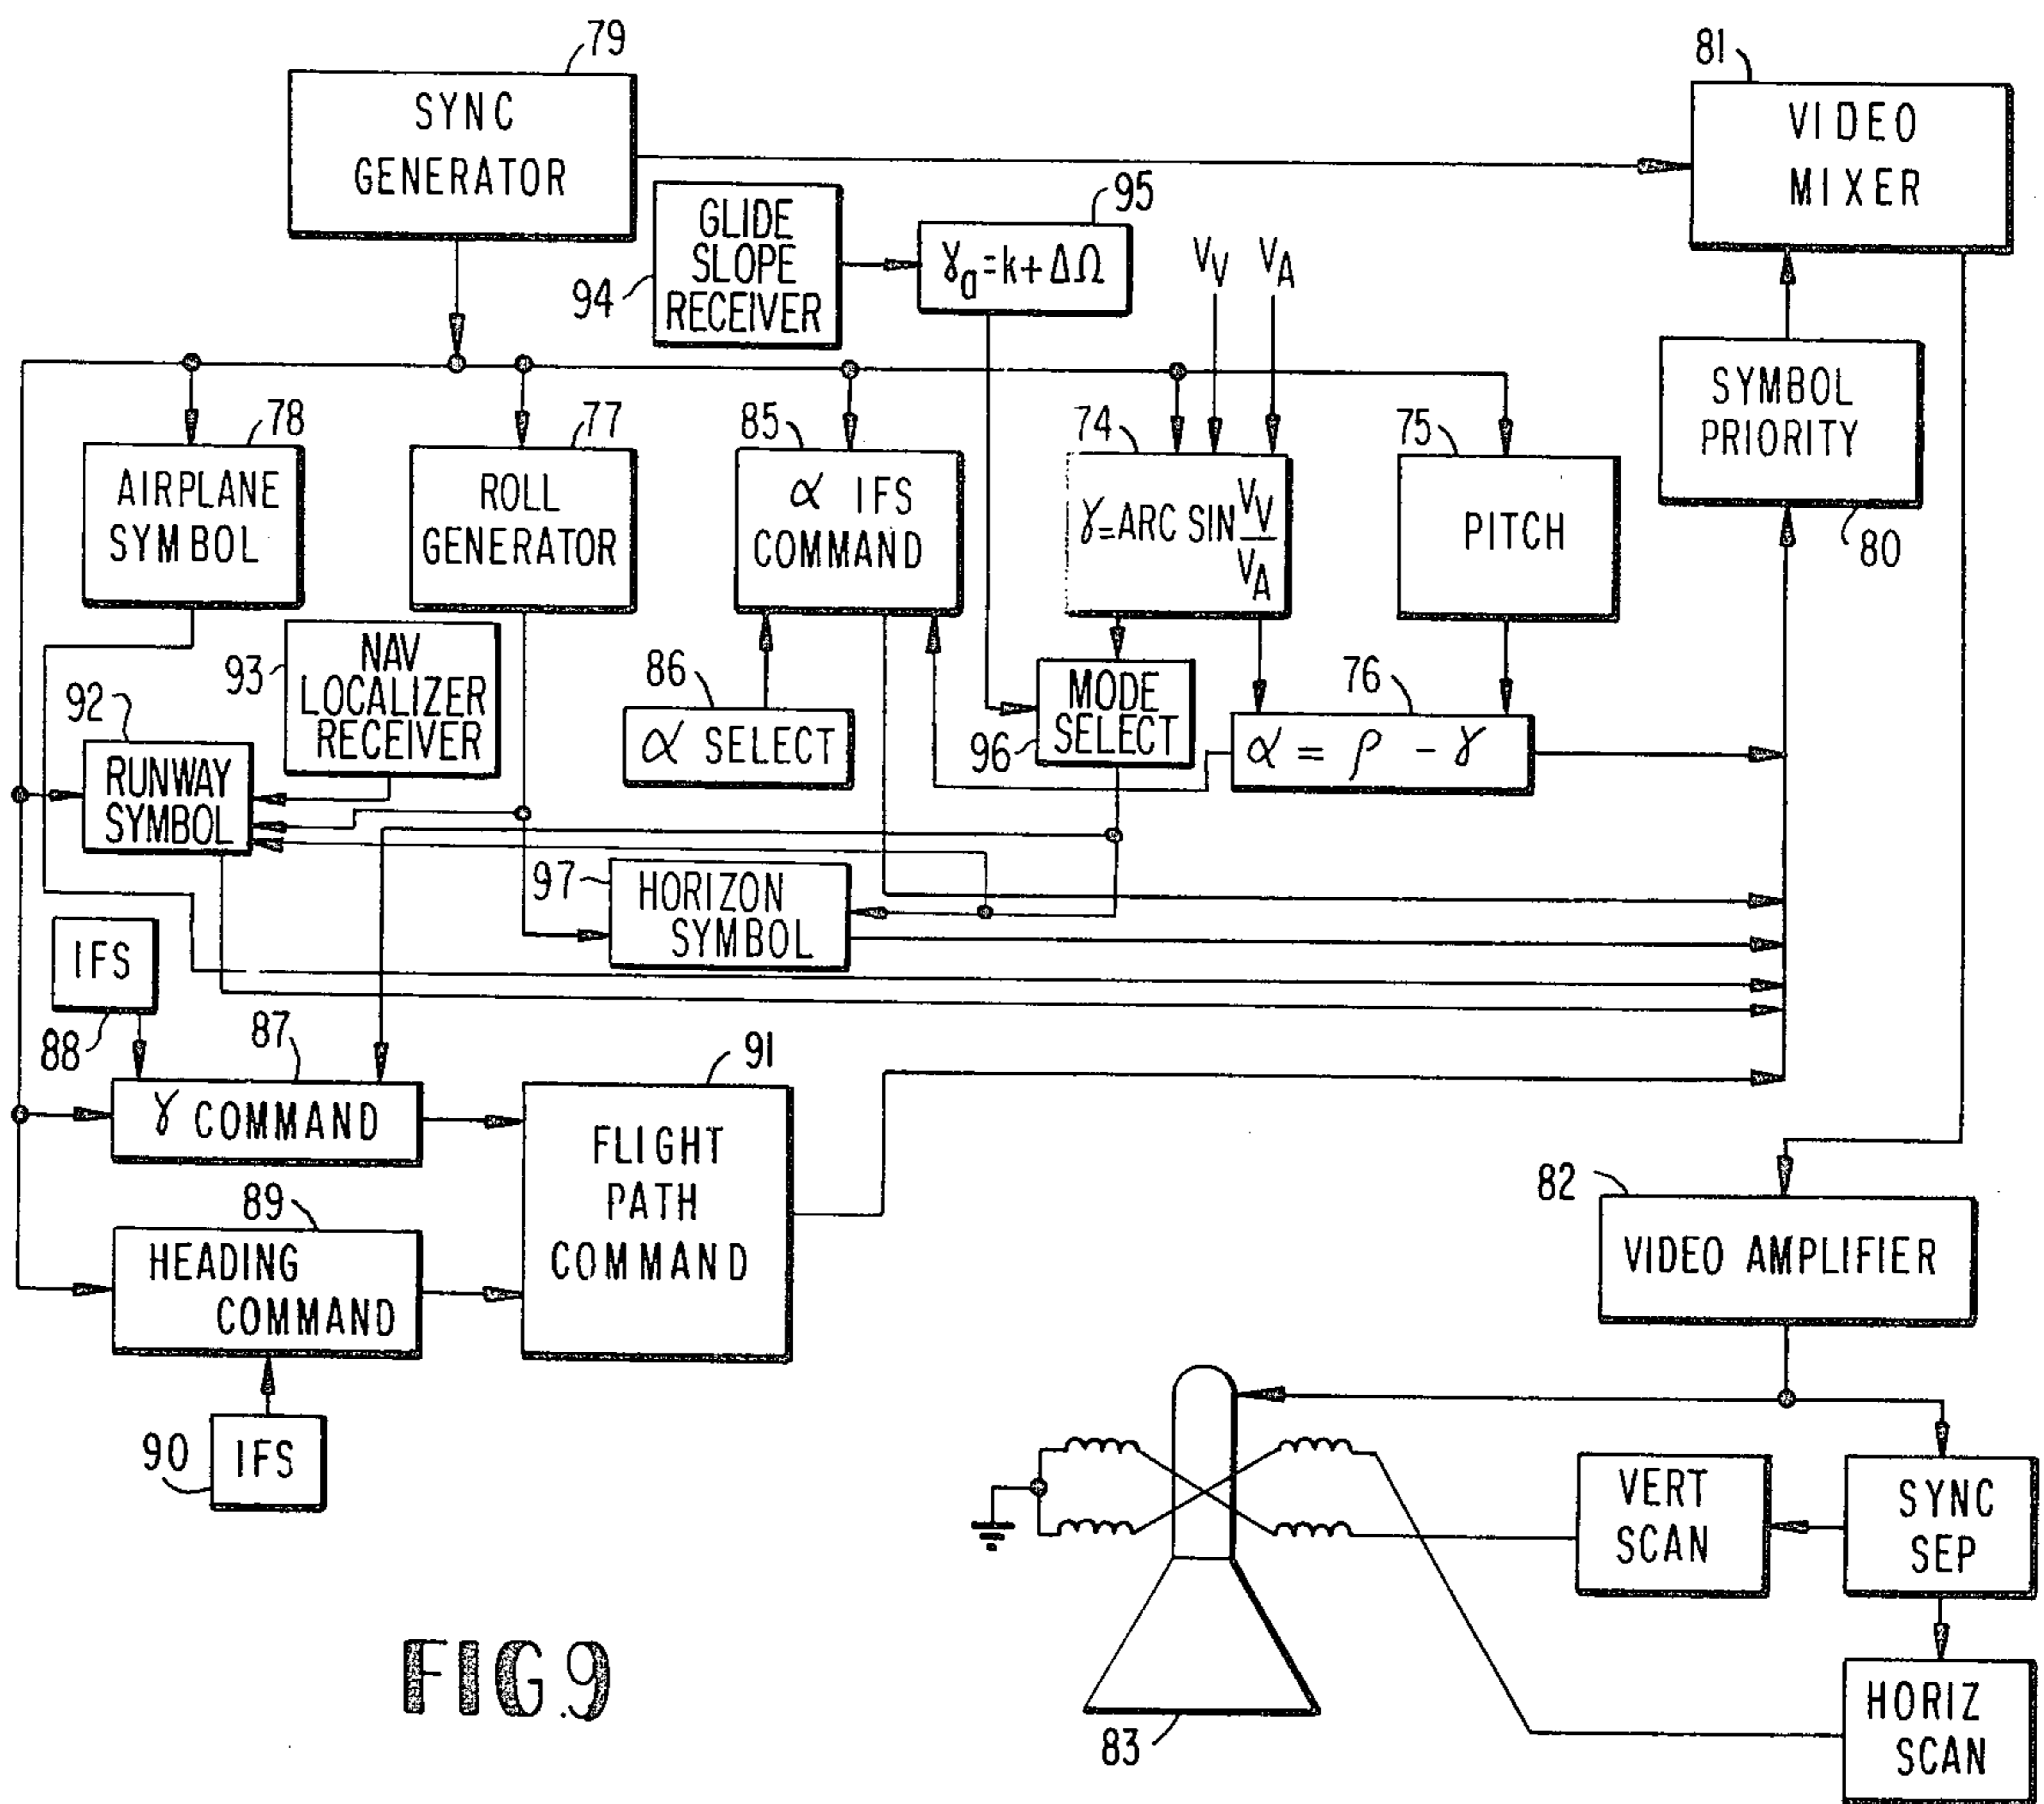 79
SYNC
GENERATOR
81
VIDEO
MIXER
94
GLIDE
SLOPE
RECEIVER
95
γa = k + ΔΩ
VV VA
SYMBOL
PRIORITY
80
78
AIRPLANE
SYMBOL
77
ROLL
GENERATOR
85
α IFS
COMMAND
74
γ = ARC SIN VV/VA
75
PITCH
93
NAV
LOCALIZER
RECEIVER
92
RUNWAY
SYMBOL
86
α SELECT
96
MODE
SELECT
76
α = ρ - γ
97
HORIZON
SYMBOL
IFS
88
87
γ COMMAND
91
FLIGHT
PATH
COMMAND
89
HEADING
COMMAND
90
IFS
82
VIDEO AMPLIFIER
VERT
SCAN
SYNC
SEP
HORIZ
SCAN
83
FIG.9